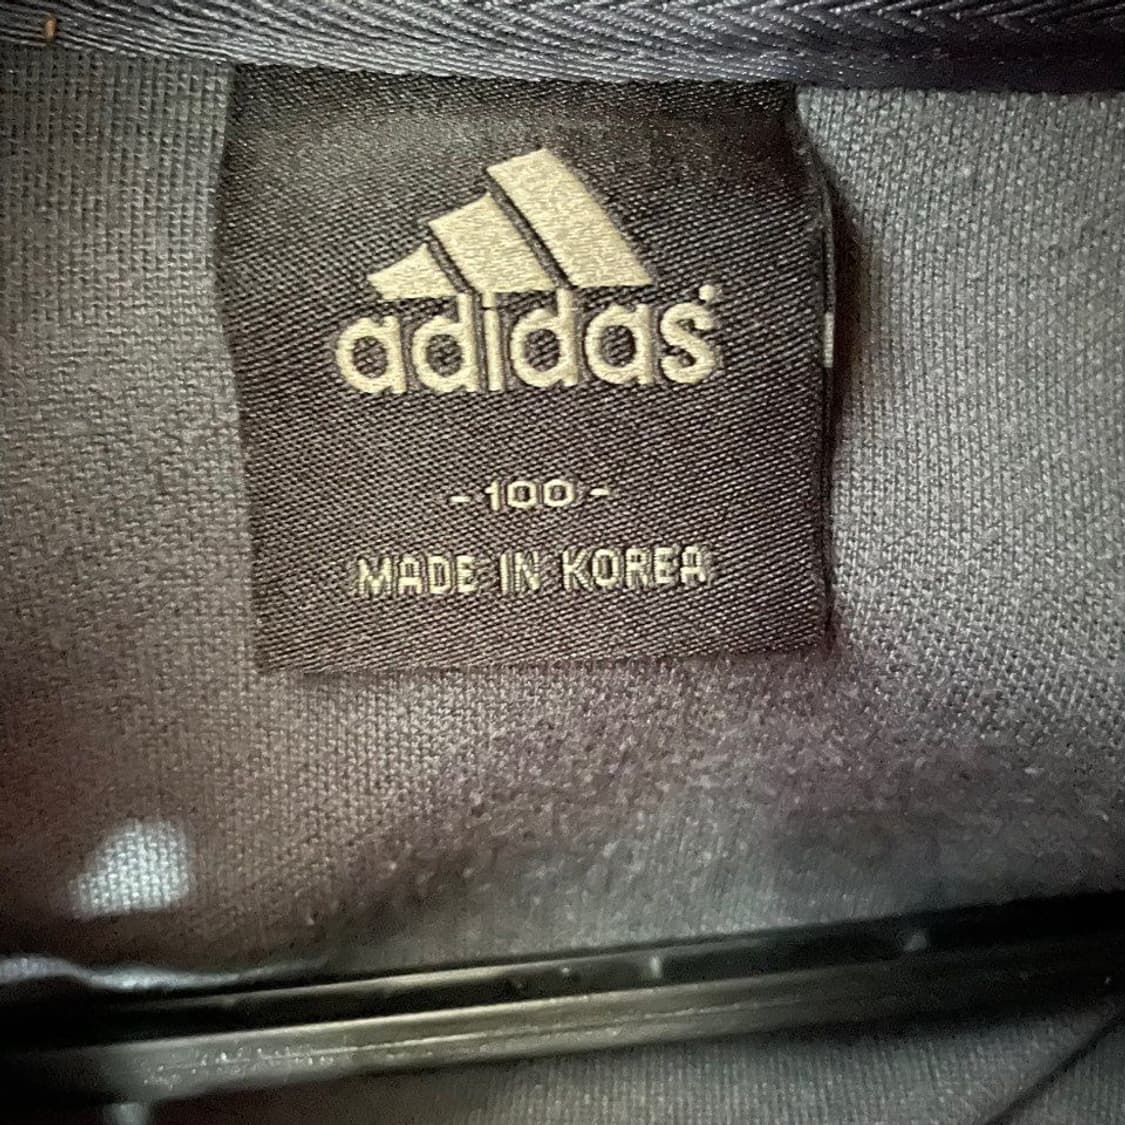 adidas
- 100 -
MADE IN KOREA